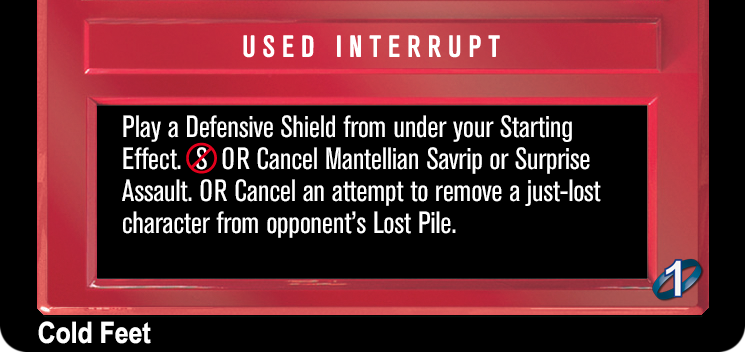 USED INTERRUPT
Play a Defensive Shield from under your Starting
Effect. S OR Cancel Mantellian Savrip or Surprise
Assault. OR Cancel an attempt to remove a just-lost
character from opponent's Lost Pile.
1
Cold Feet